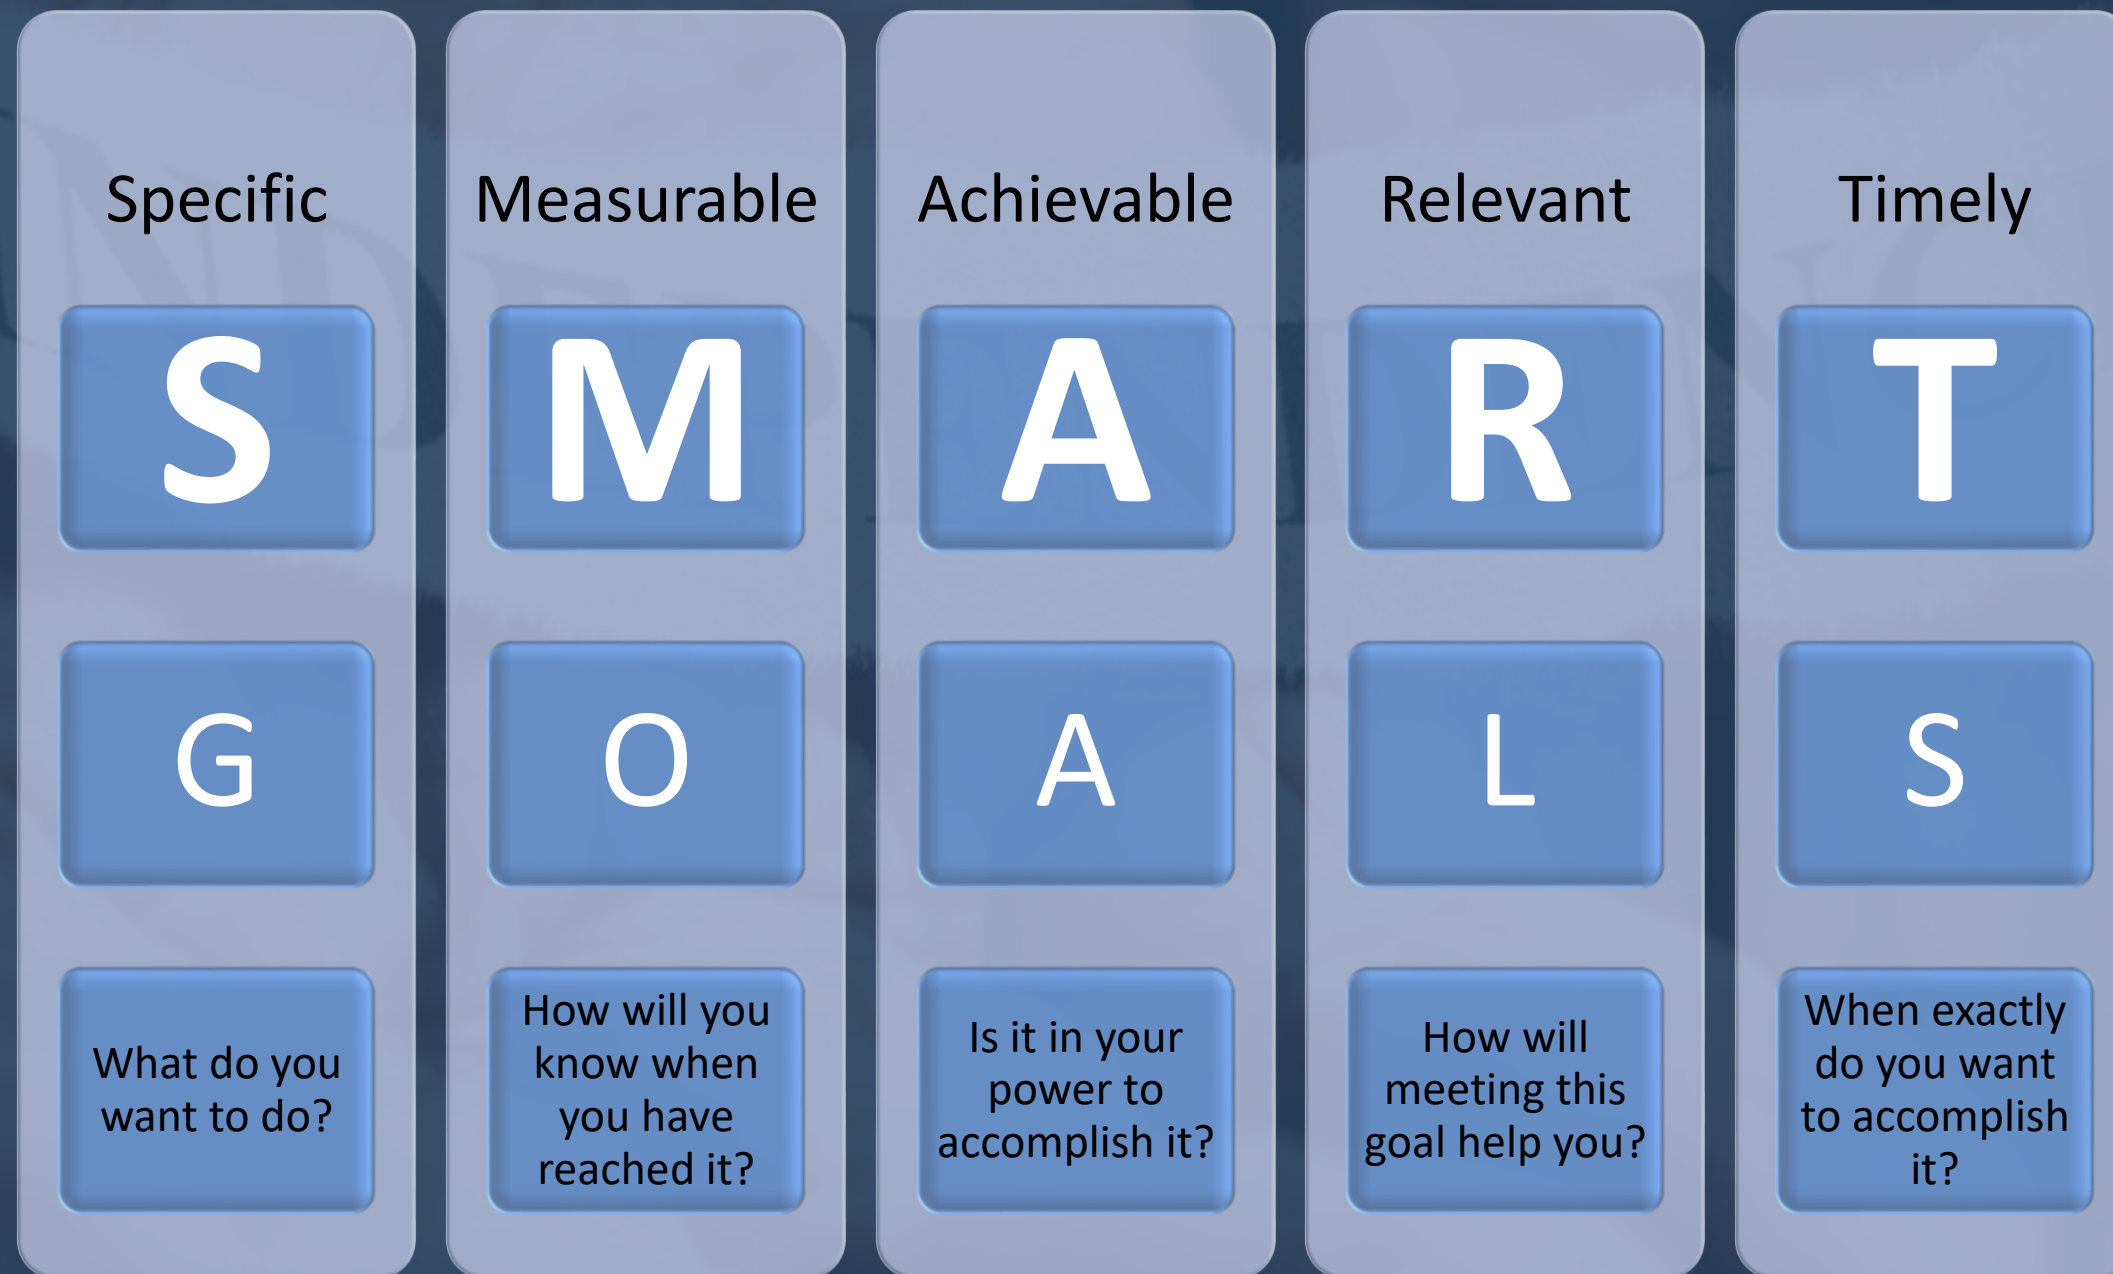 Specific
Measurable
Achievable
Relevant
Timely
S
M
A
R
T
G
O
A
L
S
What do you
want to do?
How will you
know when
you have
reached it?
Is it in your
power to
accomplish it?
How will
meeting this
goal help you?
When exactly
do you want
to accomplish
it?